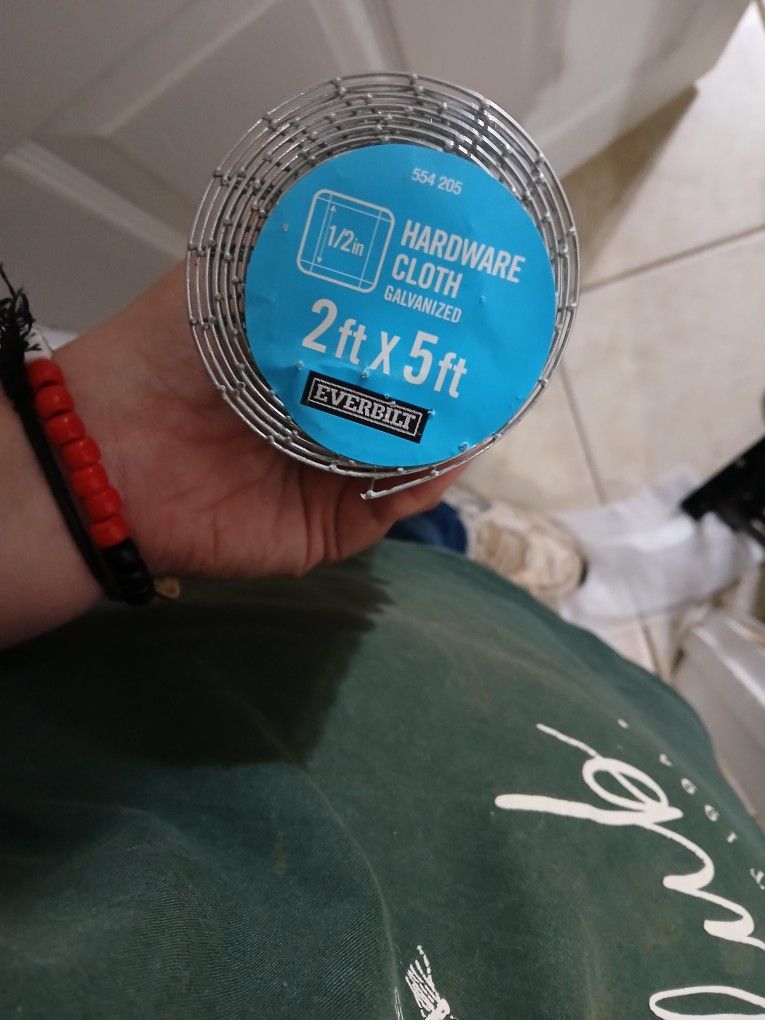 554 205
1/2in
HARDWARE
CLOTH
GALVANIZED
2ft X 5ft
EVERBILT